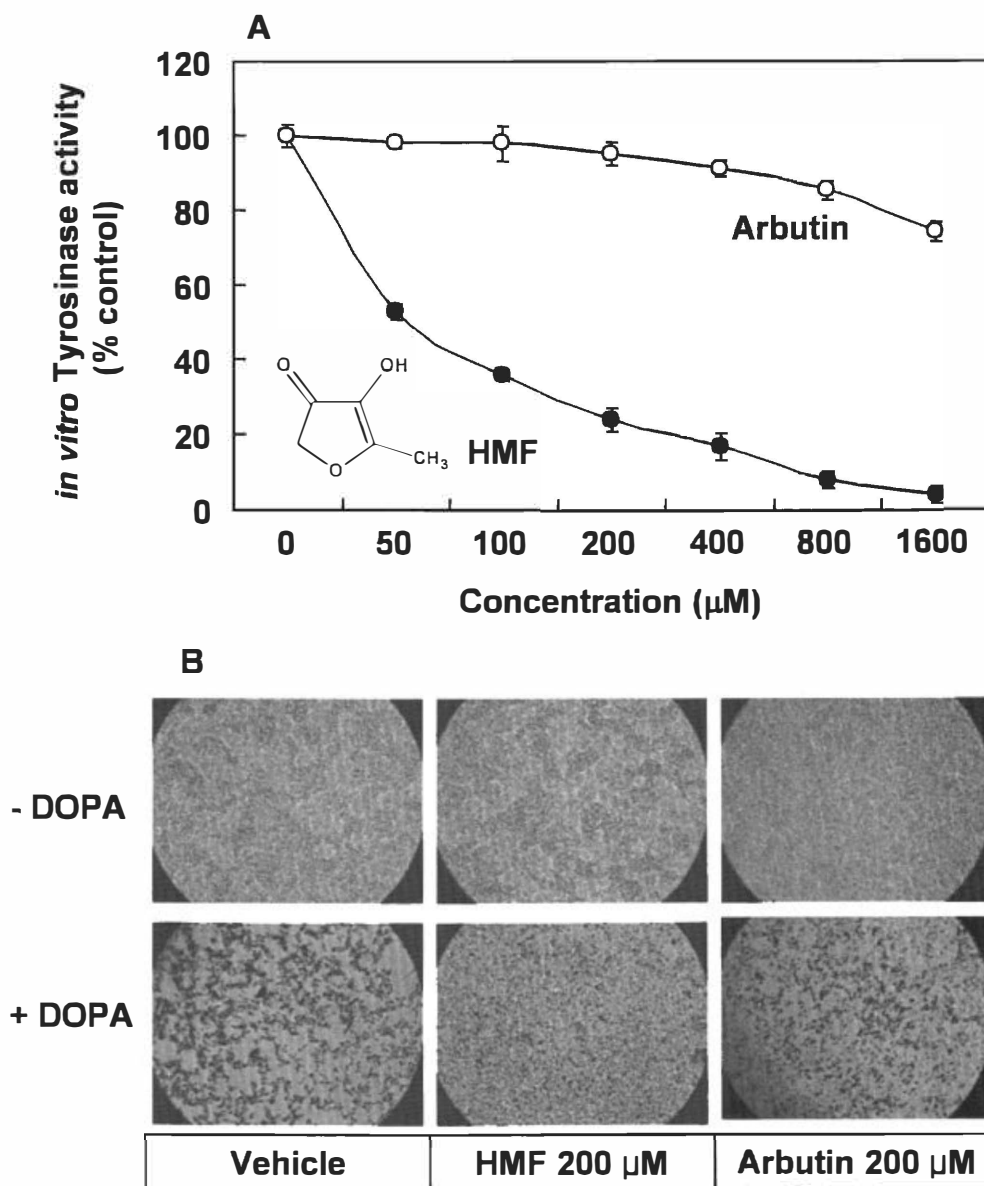 A
120
100
80
60
40
20
0
in vitro Tyrosinase activity
(% control)
Arbutin
O
OH
O
CH3
HMF
0 50 100 200 400 800 1600
Concentration (μM)
B
- DOPA
+ DOPA
Vehicle HMF 200 μM Arbutin 200 μM